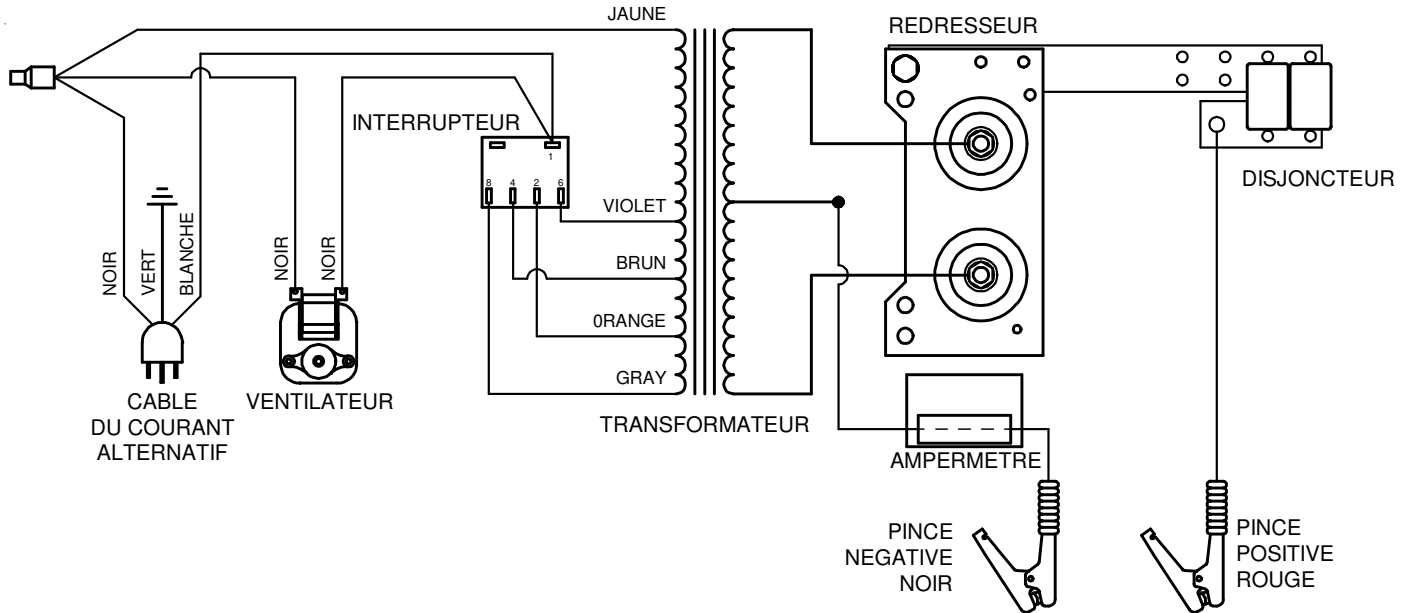 JAUNE
REDRESSEUR
INTERRUPTEUR
1
8 4 2 6
DISJONCTEUR
VIOLET
BRUN
0RANGE
GRAY
NOIR
VERT
BLANCHE
NOIR
NOIR
CABLE
DU COURANT
ALTERNATIF
VENTILATEUR
TRANSFORMATEUR
AMPERMETRE
PINCE
NEGATIVE
NOIR
PINCE
POSITIVE
ROUGE